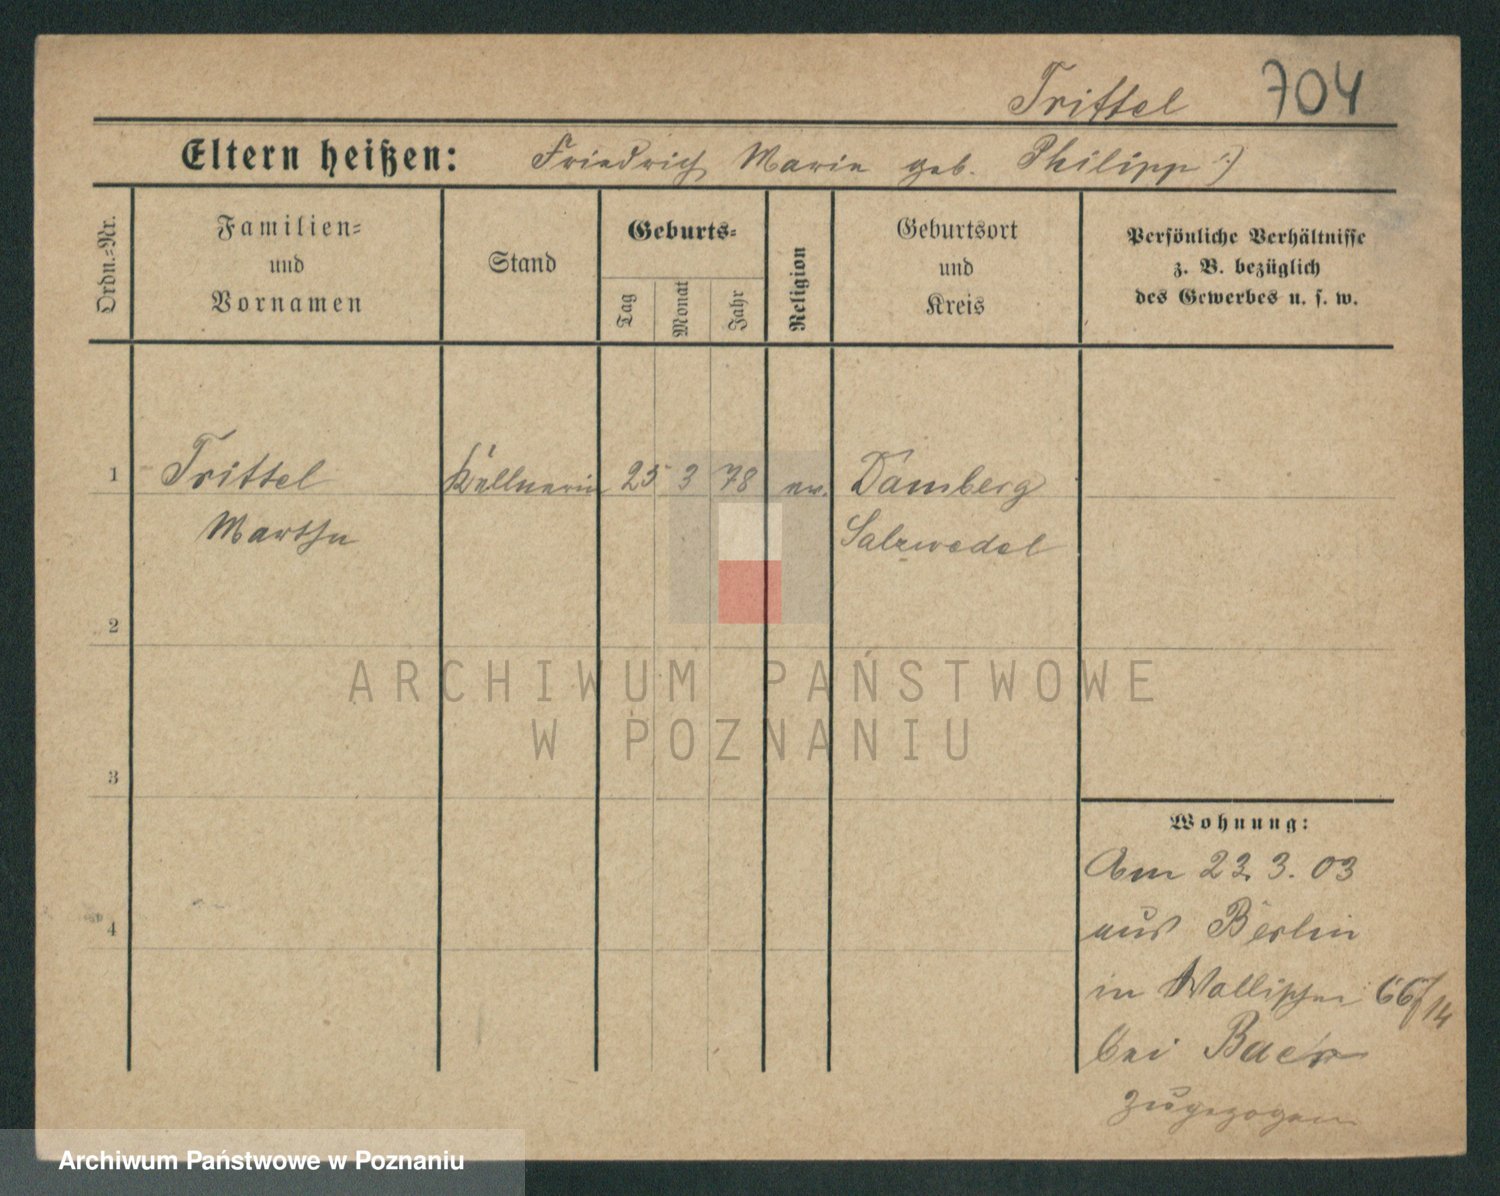 Trittel 704
Eltern heißen: Friedrich Marie geb. Philipp
Ordn.-Nr.
Familien-
und
Vornamen
Stand
Geburts-
Tag
Monat
Jahr
Religion
Geburtsort
und
Kreis
Persönliche Verhältnisse
z. B. bezüglich
des Gewerbes u. s. w.
1 Trittel Kellnerin 25 3 78 ev. Damberg
Martha Salzwedel
2
3
4
Wohnung:
Am 23. 3. 03
aus Berlin
in Wallischei 66/14
bei Baer
zugezogen
ARCHIWUM PAŃSTWOWE
W POZNANIU
Archiwum Państwowe w Poznaniu